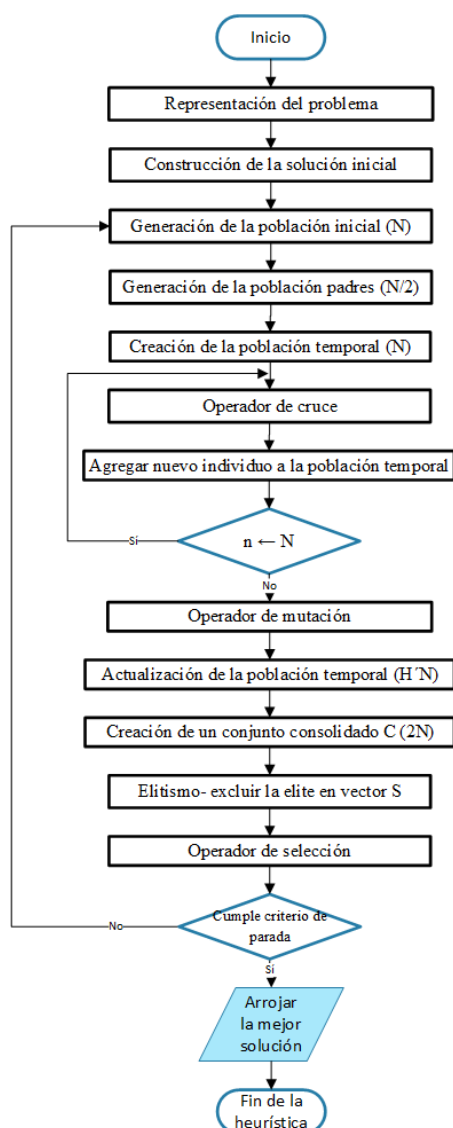 Inicio
Representación del problema
Construcción de la solución inicial
Generación de la población inicial (N)
Generación de la población padres (N/2)
Creación de la población temporal (N)
Operador de cruce
Agregar nuevo individuo a la población temporal
n ← N
Sí
No
Operador de mutación
Actualización de la población temporal (H´N)
Creación de un conjunto consolidado C (2N)
Elitismo- excluir la elite en vector S
Operador de selección
Cumple criterio de
parada
No
Sí
Arrojar
la mejor
solución
Fin de la
heurística